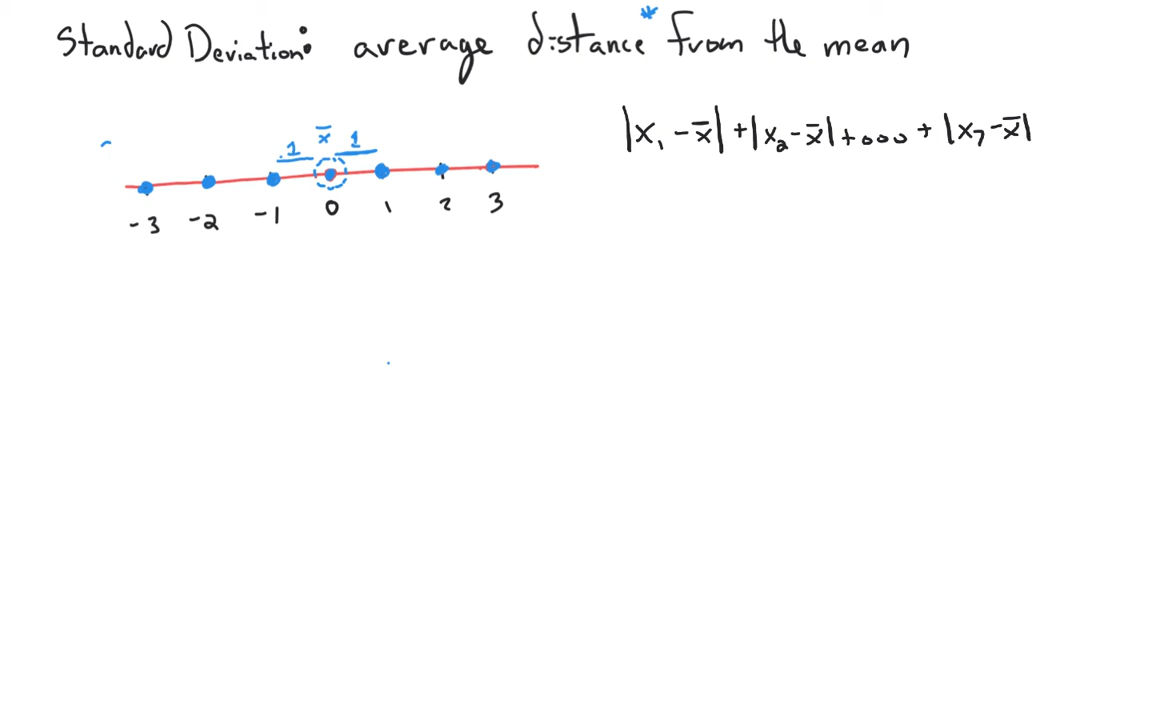 Standard Deviation: average distance* from the mean
|x₁ - x̄| + |x₂ - x̄| + ooo + |x₇ - x̄|
1 x̄ 1
-3 -2 -1 0 1 2 3